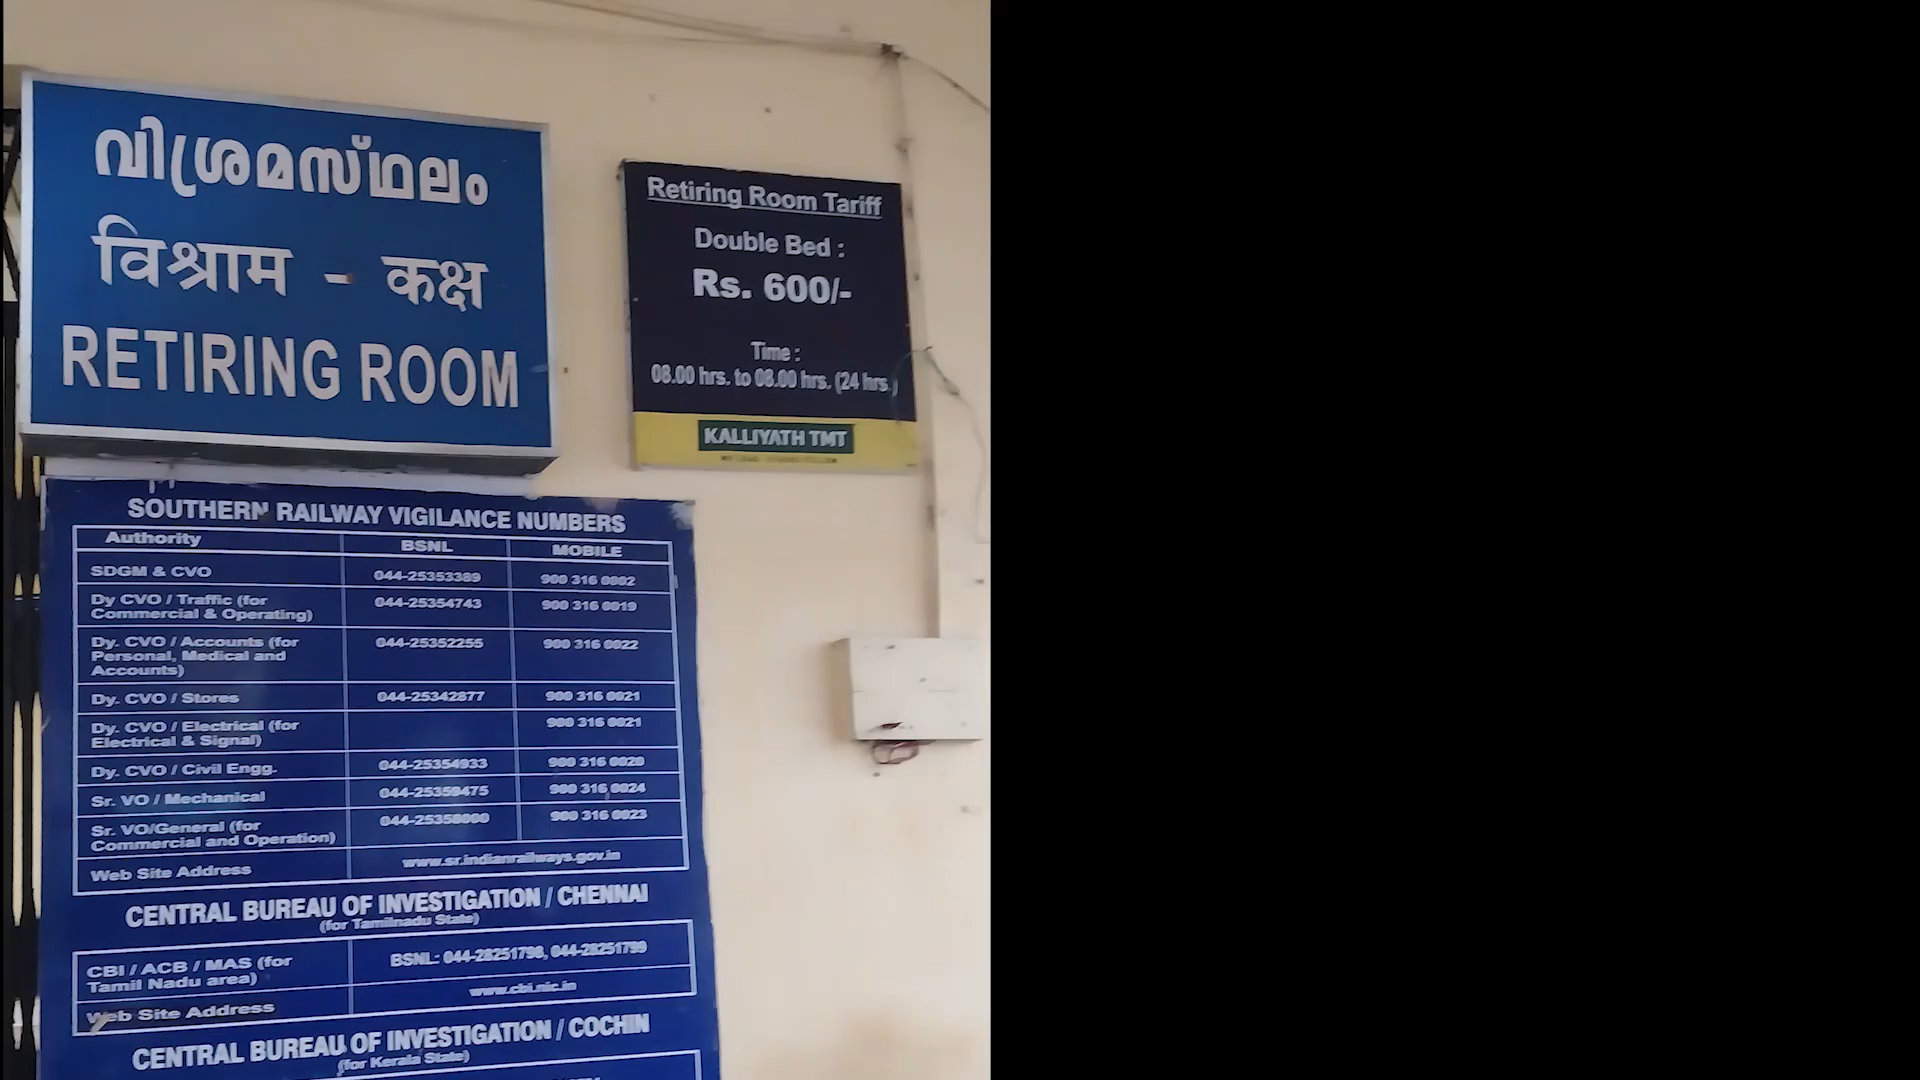 വിശ്രമസ്ഥലം
विश्राम - कक्ष
RETIRING ROOM
Retiring Room Tariff
Double Bed :
Rs. 600/-
Time :
08.00 hrs. to 08.00 hrs. (24 hrs.)
KALLIYATH TMT
SOUTHERN RAILWAY VIGILANCE NUMBERS
Authority BSNL MOBILE
SDGM & CVO 044-25353389 900 316 0002
Dy CVO / Traffic (for
Commercial & Operating) 044-25354743 900 316 0019
Dy. CVO / Accounts (for
Personal, Medical and
Accounts) 044-25352255 900 316 0022
Dy. CVO / Stores 044-25342877 900 316 0021
Dy. CVO / Electrical (for
Electrical & Signal) 900 316 0021
Dy. CVO / Civil Engg. 044-25354933 900 316 0020
Sr. VO / Mechanical 044-25359475 900 316 0024
Sr. VO/General (for
Commercial and Operation) 044-25358000 900 316 0023
Web Site Address www.sr.indianrailways.gov.in
CENTRAL BUREAU OF INVESTIGATION / CHENNAI
(for Tamilnadu State)
CBI / ACB / MAS (for
Tamil Nadu area) BSNL: 044-28251798, 044-28251799
Web Site Address www.cbi.nic.in
CENTRAL BUREAU OF INVESTIGATION / COCHIN
(for Kerala State)